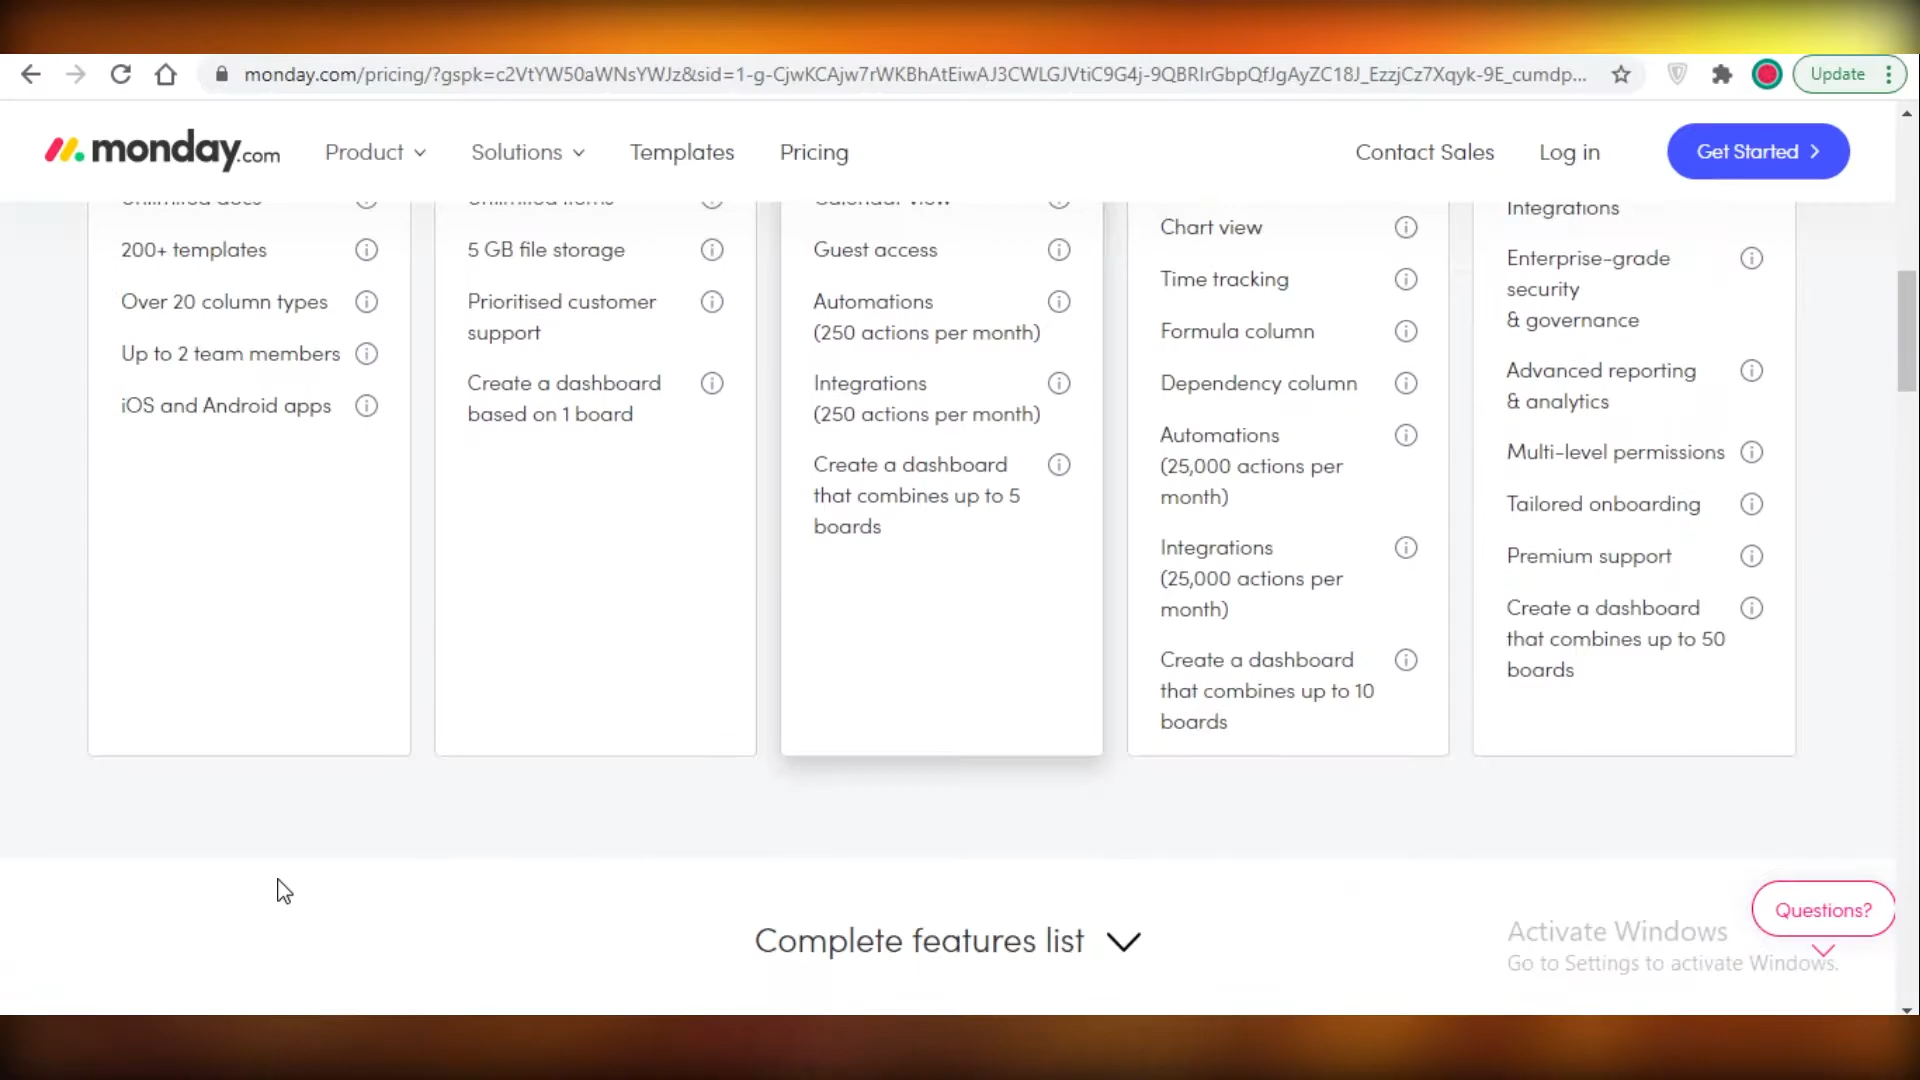 monday.com/pricing/?gspk=c2VtYW50aWNsYWJz&sid=1-g-CjwKCAjw7rWKBhAtEiwAJ3CWLGJVtiC9G4j-9QBRIrGbpQfJgAyZC18J_EzzjCz7Xqyk-9E_cumdp...
Update
monday.com
Product
Solutions
Templates
Pricing
Contact Sales
Log in
Get Started
Unlimited docs
200+ templates
Over 20 column types
Up to 2 team members
iOS and Android apps
Unlimited items
5 GB file storage
Prioritised customer
support
Create a dashboard
based on 1 board
Calendar view
Guest access
Automations
(250 actions per month)
Integrations
(250 actions per month)
Create a dashboard
that combines up to 5
boards
Chart view
Time tracking
Formula column
Dependency column
Automations
(25,000 actions per
month)
Integrations
(25,000 actions per
month)
Create a dashboard
that combines up to 10
boards
Integrations
Enterprise-grade
security
& governance
Advanced reporting
& analytics
Multi-level permissions
Tailored onboarding
Premium support
Create a dashboard
that combines up to 50
boards
Complete features list
Questions?
Activate Windows
Go to Settings to activate Windows.